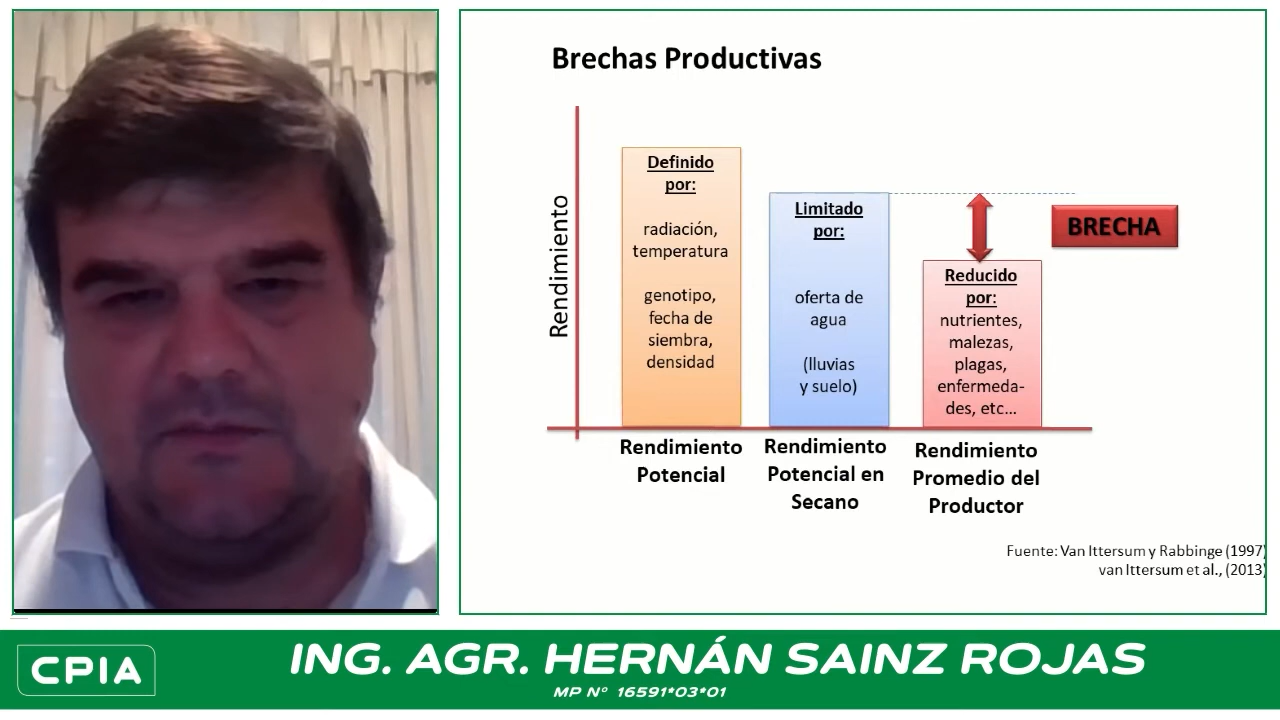 Brechas Productivas
Rendimiento
Definido
por:
radiación,
temperatura
genotipo,
fecha de
siembra,
densidad
Limitado
por:
oferta de
agua
(lluvias
y suelo)
BRECHA
Reducido
por:
nutrientes,
malezas,
plagas,
enfermeda-
des, etc...
Rendimiento
Potencial
Rendimiento
Potencial en
Secano
Rendimiento
Promedio del
Productor
Fuente: Van Ittersum y Rabbinge (1997)
van Ittersum et al., (2013)
CPIA
ING. AGR. HERNÁN SAINZ ROJAS
MP Nº 16591*03*01